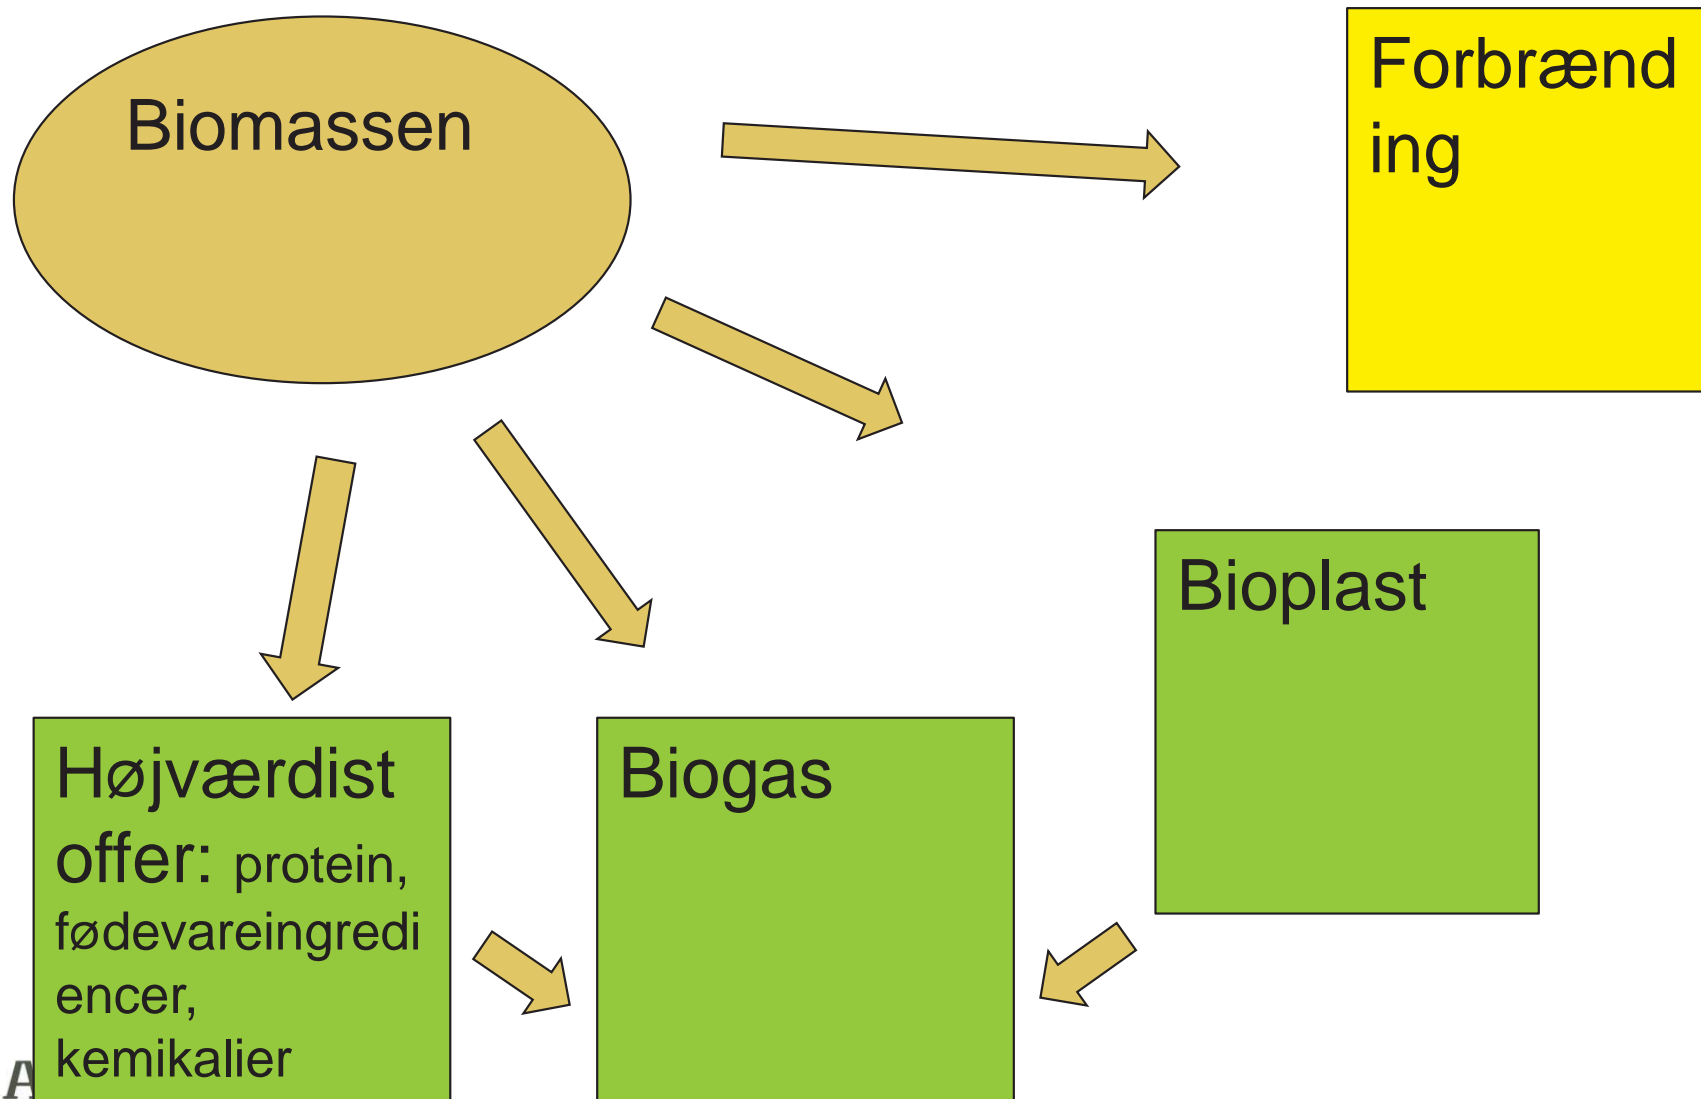 Biomassen
Forbrænd
ing
Bioplast
Højværdist
offer: protein,
fødevareingredi
encer,
kemikalier
Biogas
A